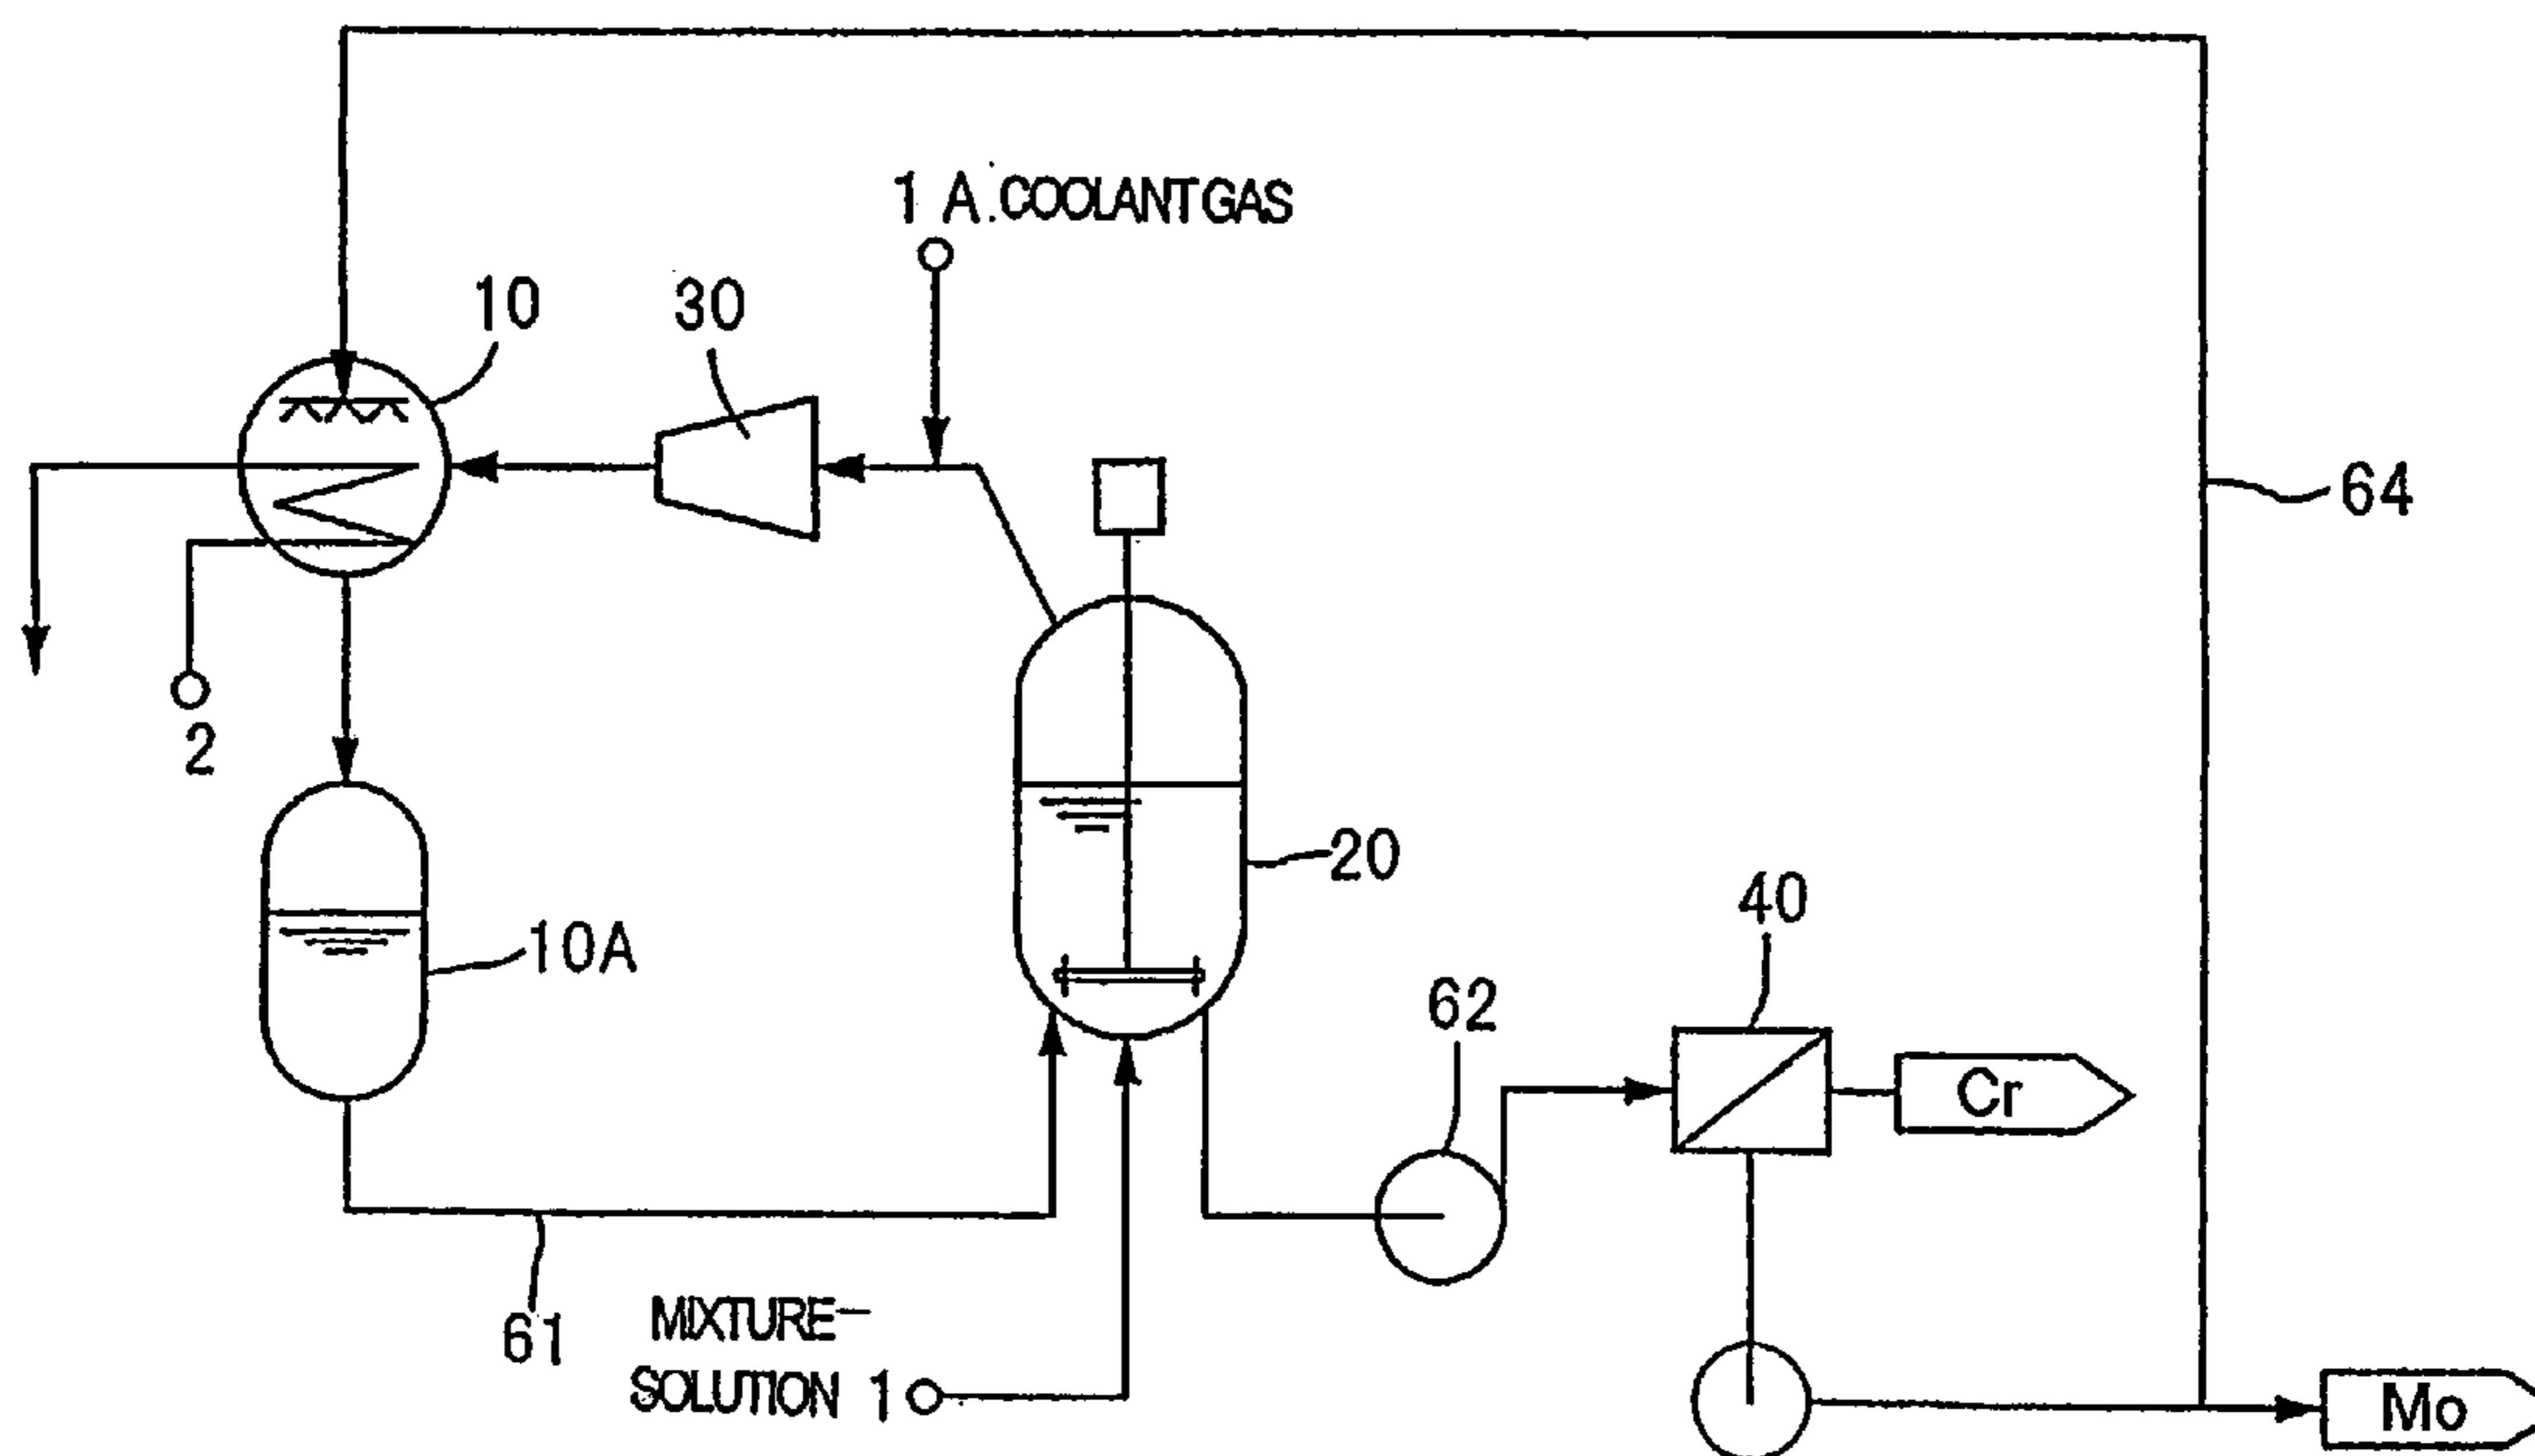 1 A. COOLANT GAS
10
30
64
2
20
10A
40
62
Cr
61
MIXTURE-
SOLUTION 1
Mo